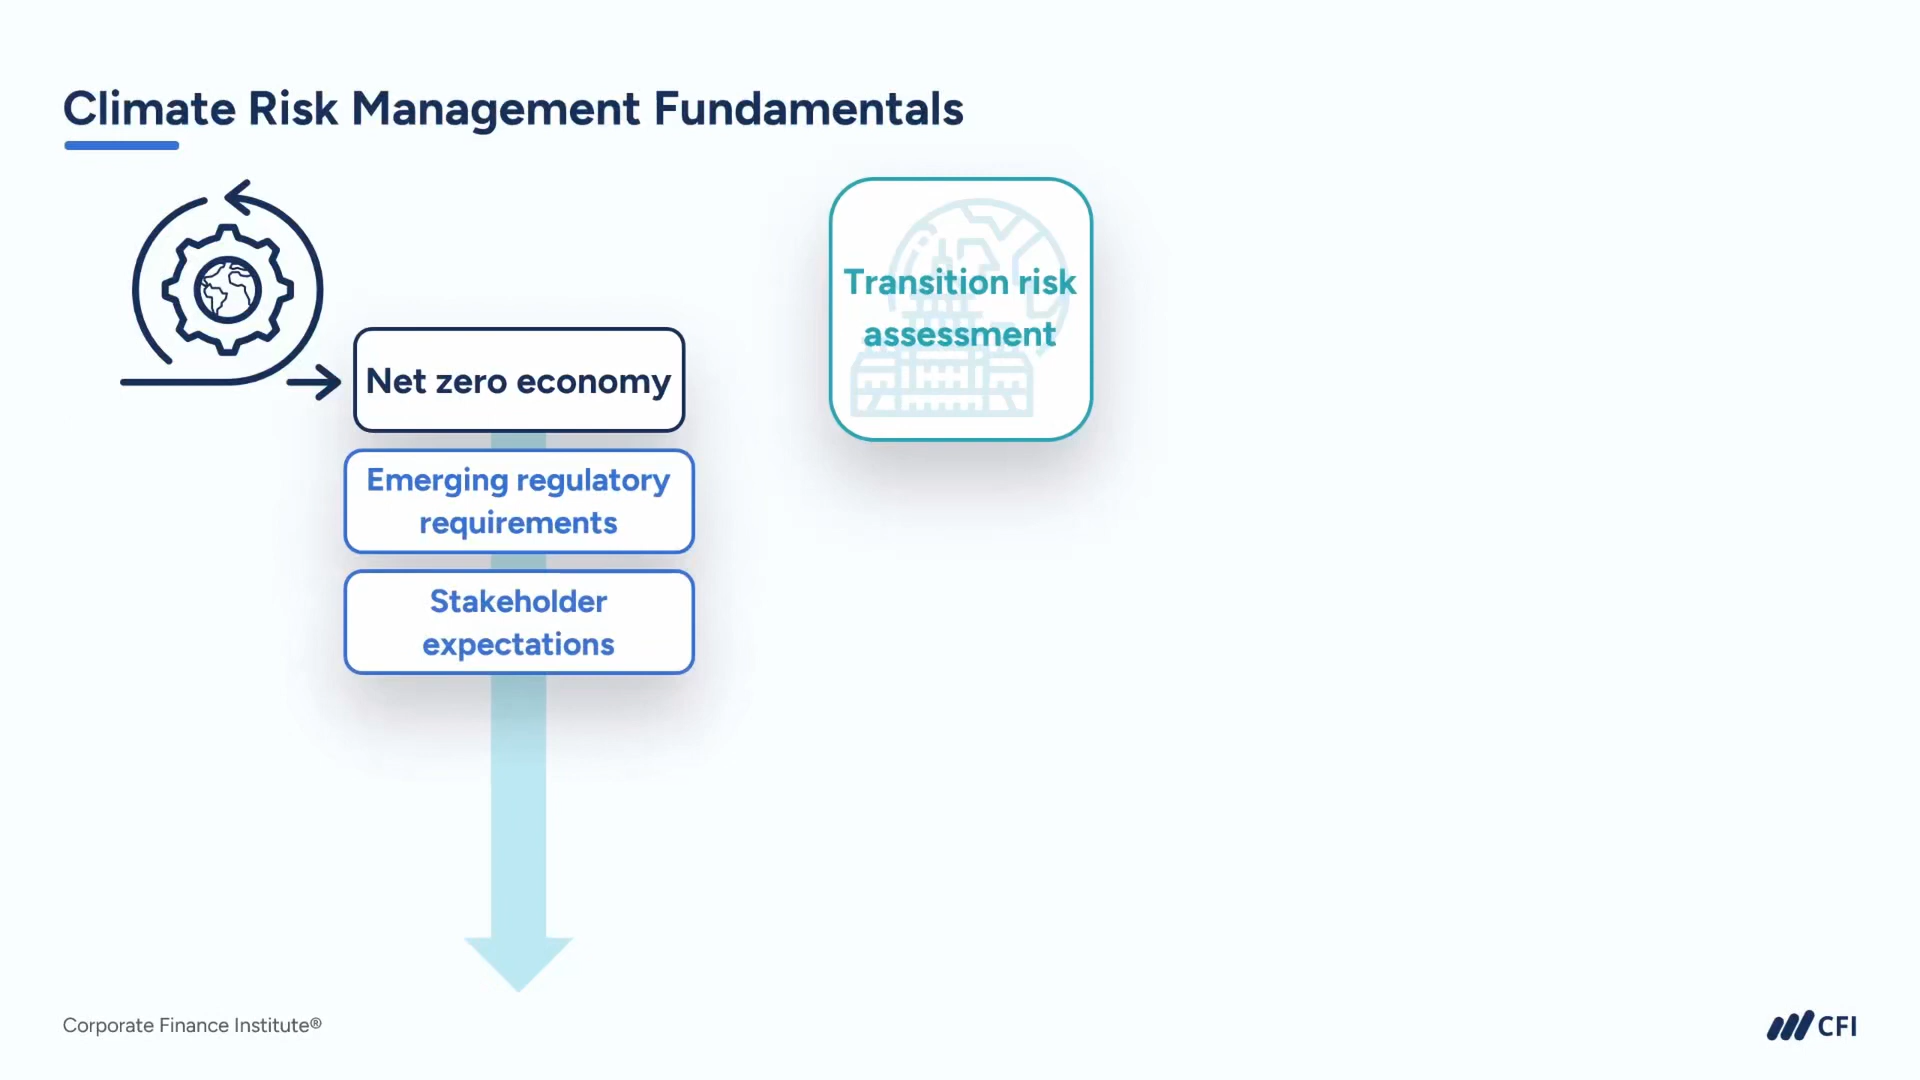 Climate Risk Management Fundamentals
Net zero economy
Emerging regulatory
requirements
Stakeholder
expectations
Transition risk
assessment
Corporate Finance Institute®
CFI